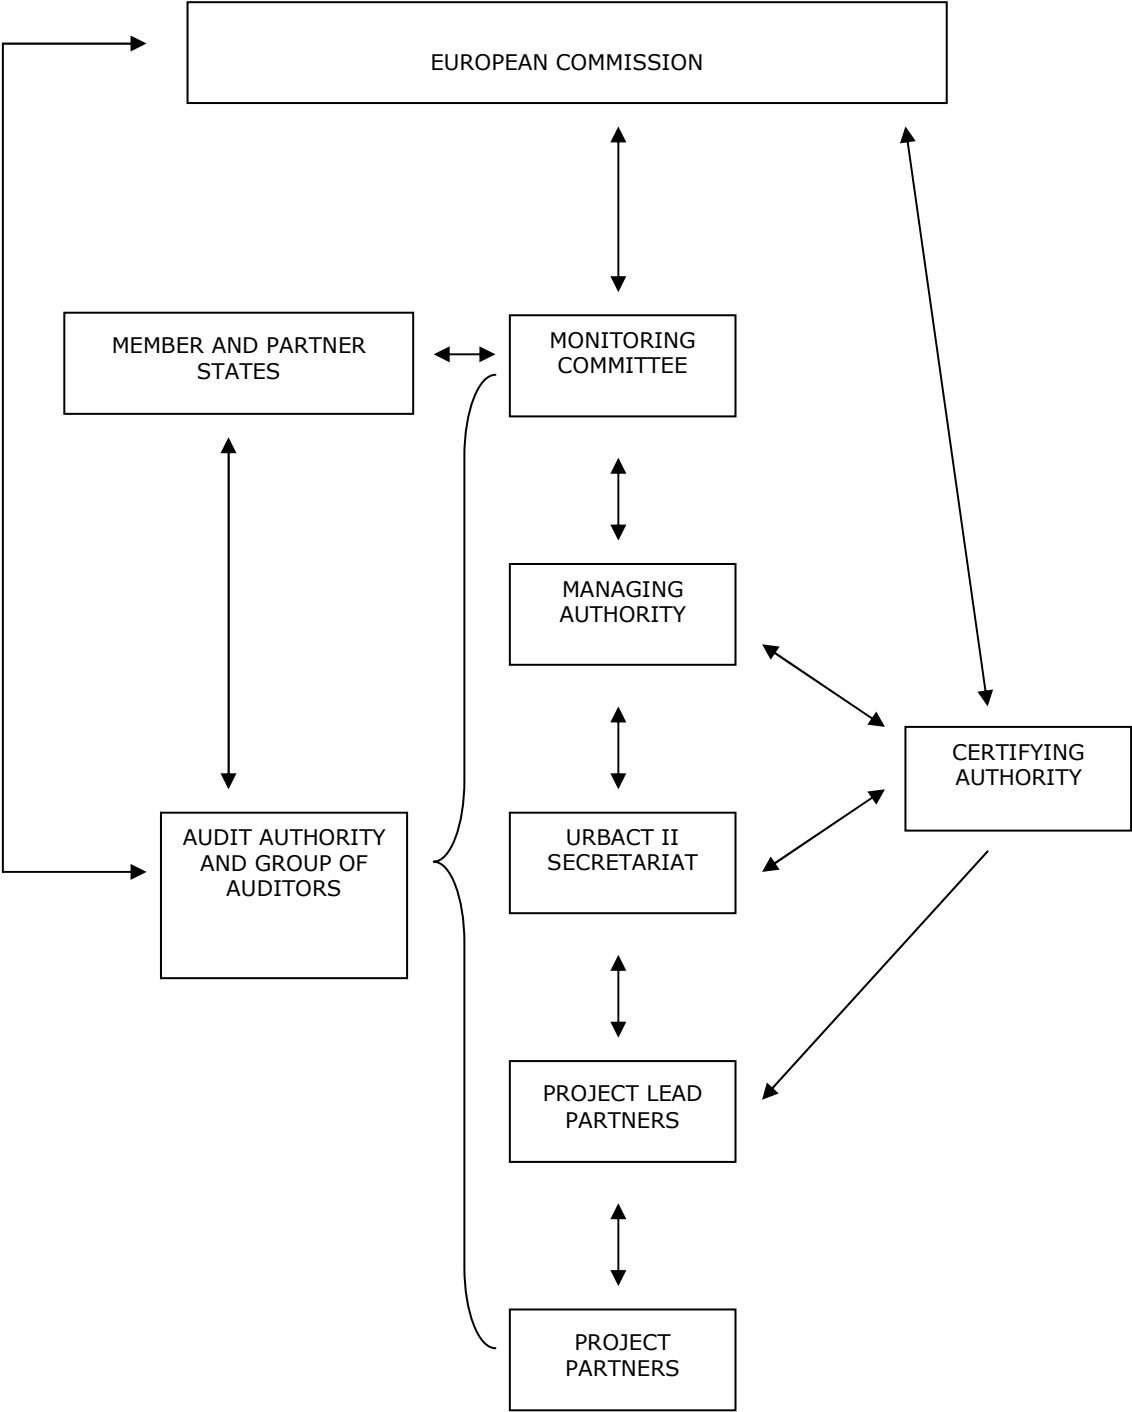 EUROPEAN COMMISSION
MEMBER AND PARTNER
STATES
MONITORING
COMMITTEE
MANAGING
AUTHORITY
CERTIFYING
AUTHORITY
AUDIT AUTHORITY
AND GROUP OF
AUDITORS
URBACT II
SECRETARIAT
PROJECT LEAD
PARTNERS
PROJECT
PARTNERS